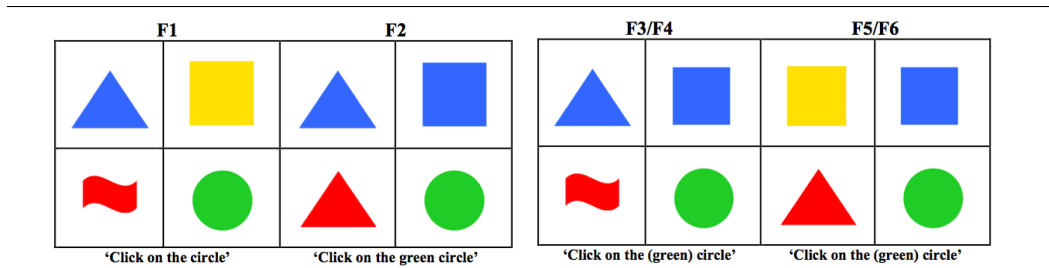 F1 F2 F3/F4 F5/F6
‘Click on the circle’ ‘Click on the green circle’ ‘Click on the (green) circle’ ‘Click on the (green) circle’